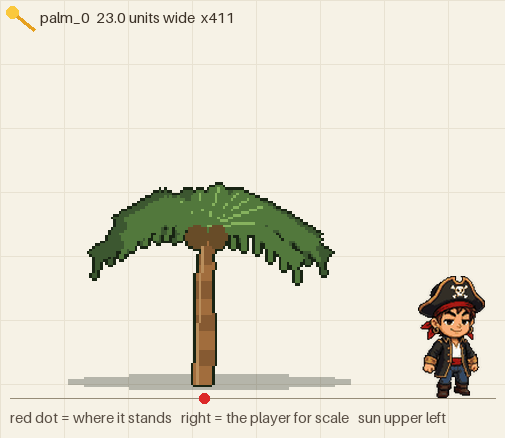 palm_0  23.0 units wide  x411
red dot = where it stands   right = the player for scale   sun upper left